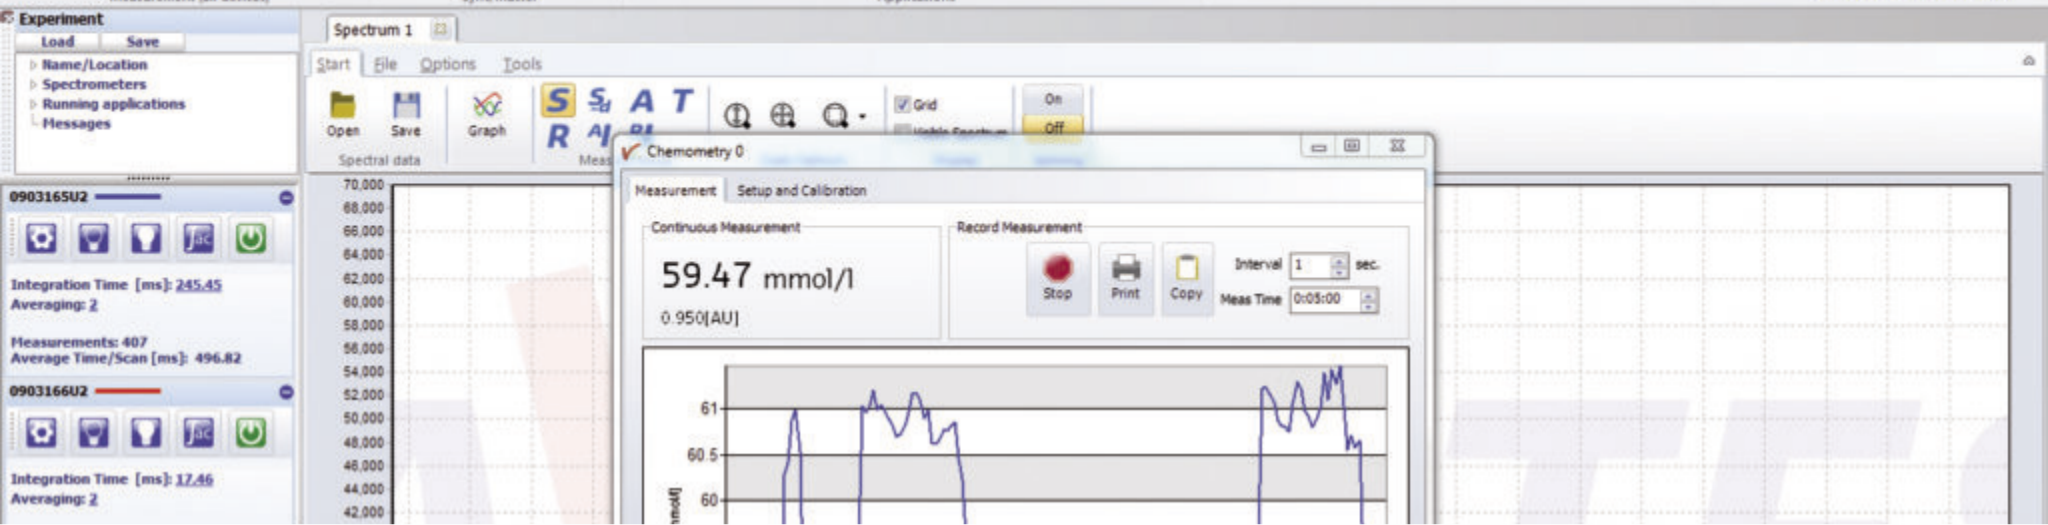 Experiment
Load Save
Name/Location
Spectrometers
Running applications
Messages
0903165U2
Jac
Integration Time [ms]: 245.45
Averaging: 2
Measurements: 407
Average Time/Scan [ms]: 496.82
0903166U2
Jac
Integration Time [ms]: 17.46
Averaging: 2
Spectrum 1
Start File Options Tools
Open Save Graph
S Sd A T
R
Spectral data
Grid
Visible Spectrum
On
Off
70,000
68,000
66,000
64,000
62,000
60,000
58,000
56,000
54,000
52,000
50,000
48,000
46,000
44,000
42,000
Chemometry 0
Measurement Setup and Calibration
Continuous Measurement
59.47 mmol/l
0.950[AU]
Record Measurement
Stop Print Copy
Interval 1 sec.
Meas Time 0:05:00
61
60.5
60